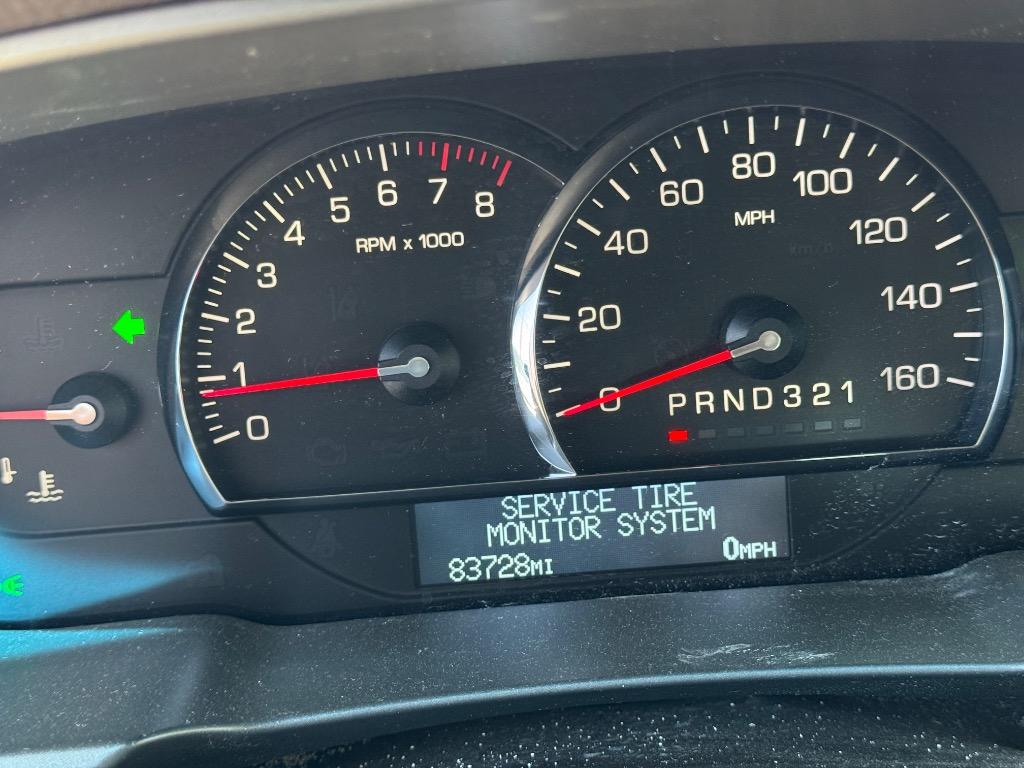 0
1
2
3
4
5
6
7
8
RPM x 1000
0
20
40
60
80
100
120
140
160
MPH
km/h
PRND321
SERVICE TIRE
MONITOR SYSTEM
83728MI
0MPH